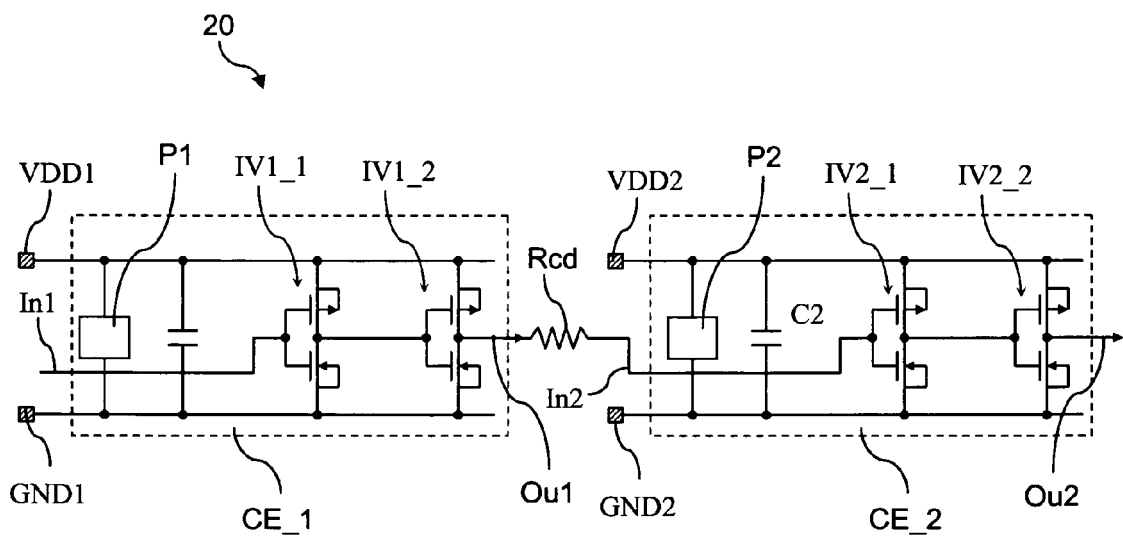 20
VDD1
P1
IV1_1
IV1_2
VDD2
P2
IV2_1
IV2_2
Rcd
In1
C2
In2
GND1
CE_1
Ou1
GND2
CE_2
Ou2